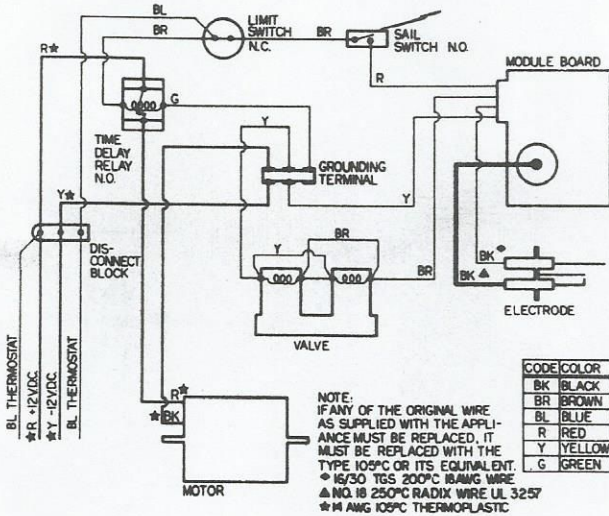 BL
LIMIT
SWITCH
N.C.
BR
BR
SAIL
SWITCH N.O.
R★
R
MODULE BOARD
G
TIME
DELAY
RELAY
N.O.
Y
GROUNDING
TERMINAL
Y★
Y
DIS-
CONNECT
BLOCK
BR
Y
BR
BK◆
BK▲
ELECTRODE
VALVE
BL THERMOSTAT
★R +12V.D.C.
★Y -12V.D.C.
BL THERMOSTAT
R★
★BK
MOTOR
NOTE:
IF ANY OF THE ORIGINAL WIRE
AS SUPPLIED WITH THE APPLI-
ANCE MUST BE REPLACED, IT
MUST BE REPLACED WITH THE
TYPE 105°C OR ITS EQUIVALENT.
◆ 16/30 TGS 200°C 18AWG WIRE
▲ NO. 18 250°C RADIX WIRE UL 3257
★ 14 AWG 105°C THERMOPLASTIC
CODE COLOR
BK BLACK
BR BROWN
BL BLUE
R RED
Y YELLOW
G GREEN